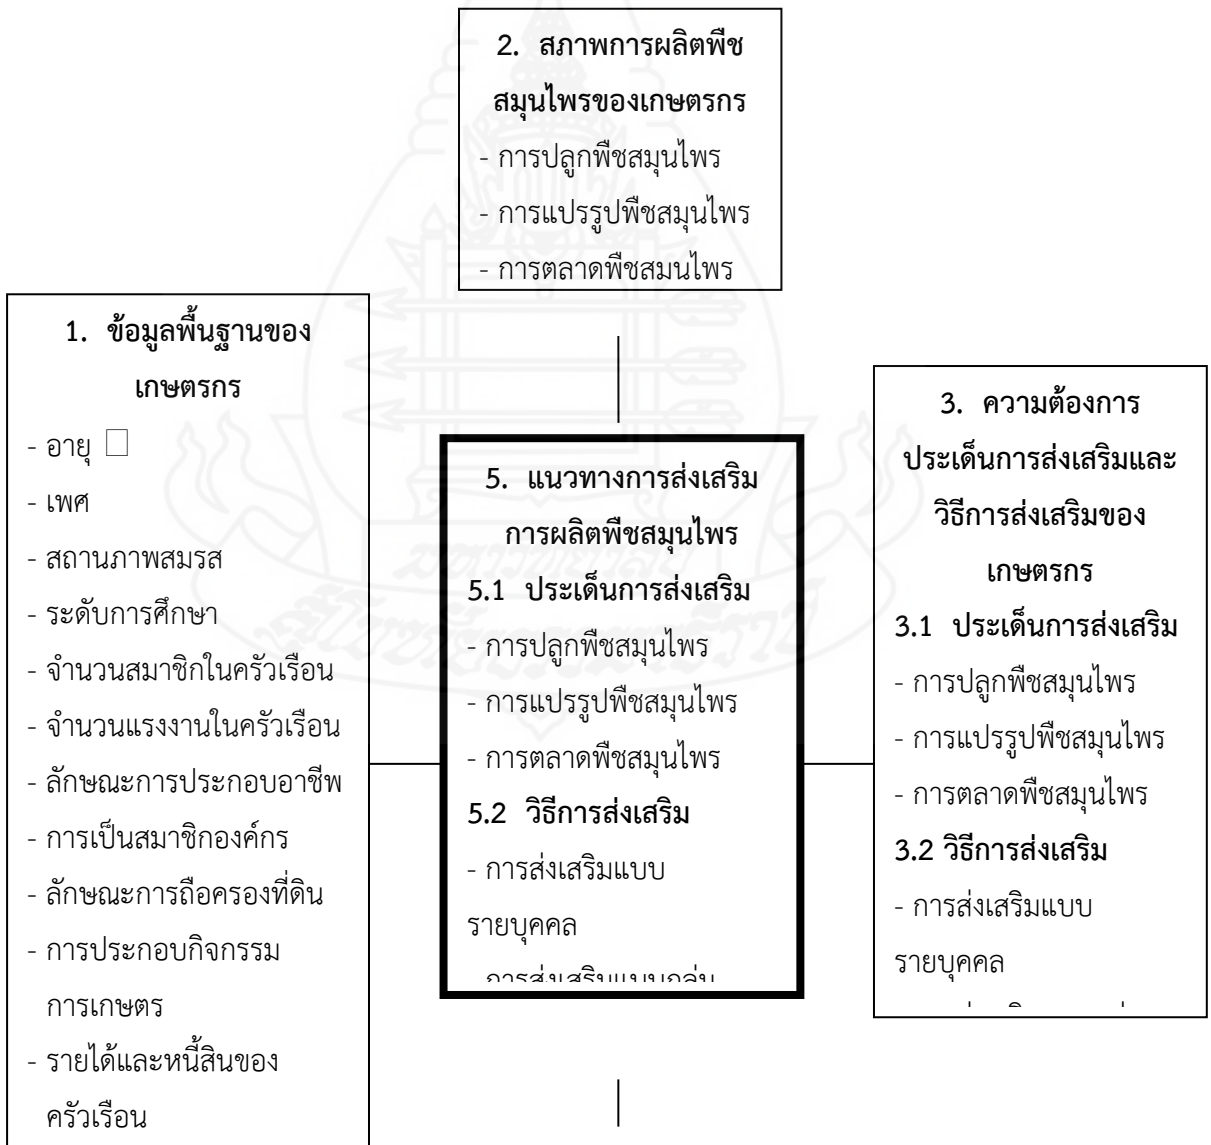 2. สภาพการผลิตพืช
สมุนไพรของเกษตรกร
- การปลูกพืชสมุนไพร
- การแปรรูปพืชสมุนไพร
- การตลาดพืชสมุนไพร
1. ข้อมูลพื้นฐานของ
เกษตรกร
- อายุ □
- เพศ
- สถานภาพสมรส
- ระดับการศึกษา
- จำนวนสมาชิกในครัวเรือน
- จำนวนแรงงานในครัวเรือน
- ลักษณะการประกอบอาชีพ
- การเป็นสมาชิกองค์กร
- ลักษณะการถือครองที่ดิน
- การประกอบกิจกรรม
การเกษตร
- รายได้และหนี้สินของ
ครัวเรือน
5. แนวทางการส่งเสริม
การผลิตพืชสมุนไพร
5.1 ประเด็นการส่งเสริม
- การปลูกพืชสมุนไพร
- การแปรรูปพืชสมุนไพร
- การตลาดพืชสมุนไพร
5.2 วิธีการส่งเสริม
- การส่งเสริมแบบ
รายบุคคล
การส่งเสริมแบบกลุ่ม
3. ความต้องการ
ประเด็นการส่งเสริมและ
วิธีการส่งเสริมของ
เกษตรกร
3.1 ประเด็นการส่งเสริม
- การปลูกพืชสมุนไพร
- การแปรรูปพืชสมุนไพร
- การตลาดพืชสมุนไพร
3.2 วิธีการส่งเสริม
- การส่งเสริมแบบ
รายบุคคล